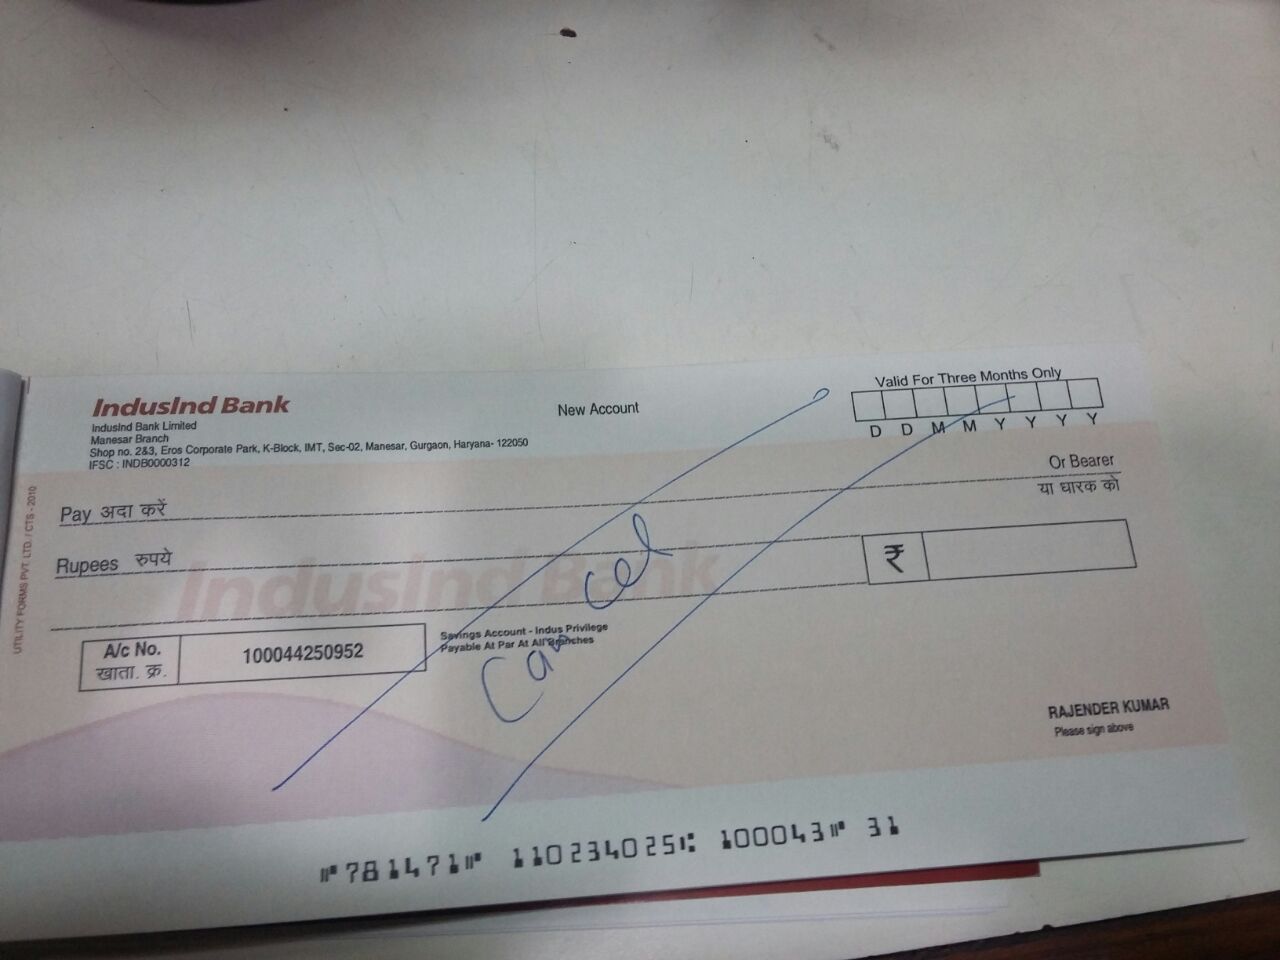 IndusInd Bank
IndusInd Bank Limited
Manesar Branch
Shop no. 2&3, Eros Corporate Park, K-Block, IMT, Sec-02, Manesar, Gurgaon, Haryana- 122050
IFSC : INDB0000312
New Account
Valid For Three Months Only
D D M M Y Y Y Y
Pay अदा करें
Or Bearer
या धारक को
Rupees रुपये
₹
IndusInd Bank
A/c No.
खाता. क्र.
100044250952
Savings Account - Indus Privilege
Payable At Par At All Branches
Cancel
RAJENDER KUMAR
Please sign above
UTILITY FORMS PVT. LTD. / CTS - 2010
⑈781471⑈ 110234025⑆ 100043⑈ 31